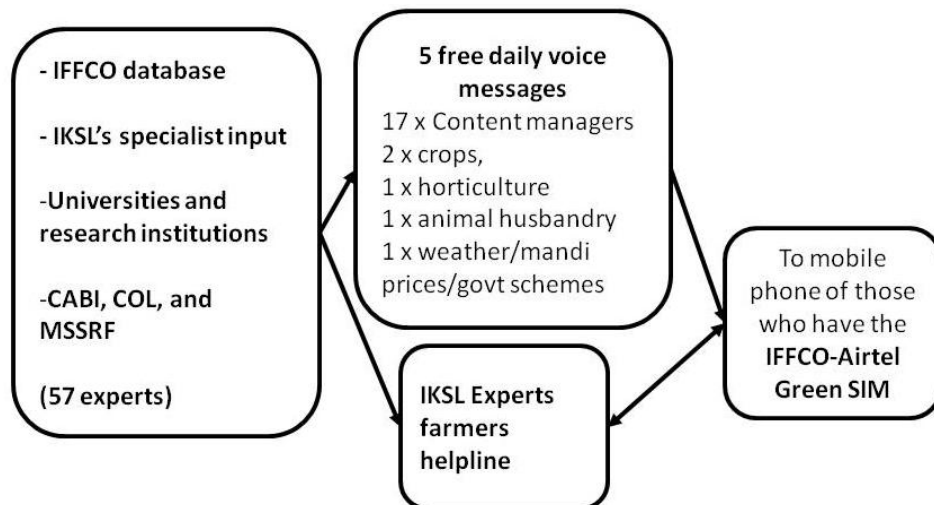 - IFFCO database
- IKSL's specialist input
-Universities and
research institutions
-CABI, COL, and
MSSRF
(57 experts)
5 free daily voice
messages
17 x Content managers
2 x crops,
1 x horticulture
1 x animal husbandry
1 x weather/mandi
prices/govt schemes
IKSL Experts
farmers
helpline
To mobile
phone of those
who have the
IFFCO-Airtel
Green SIM